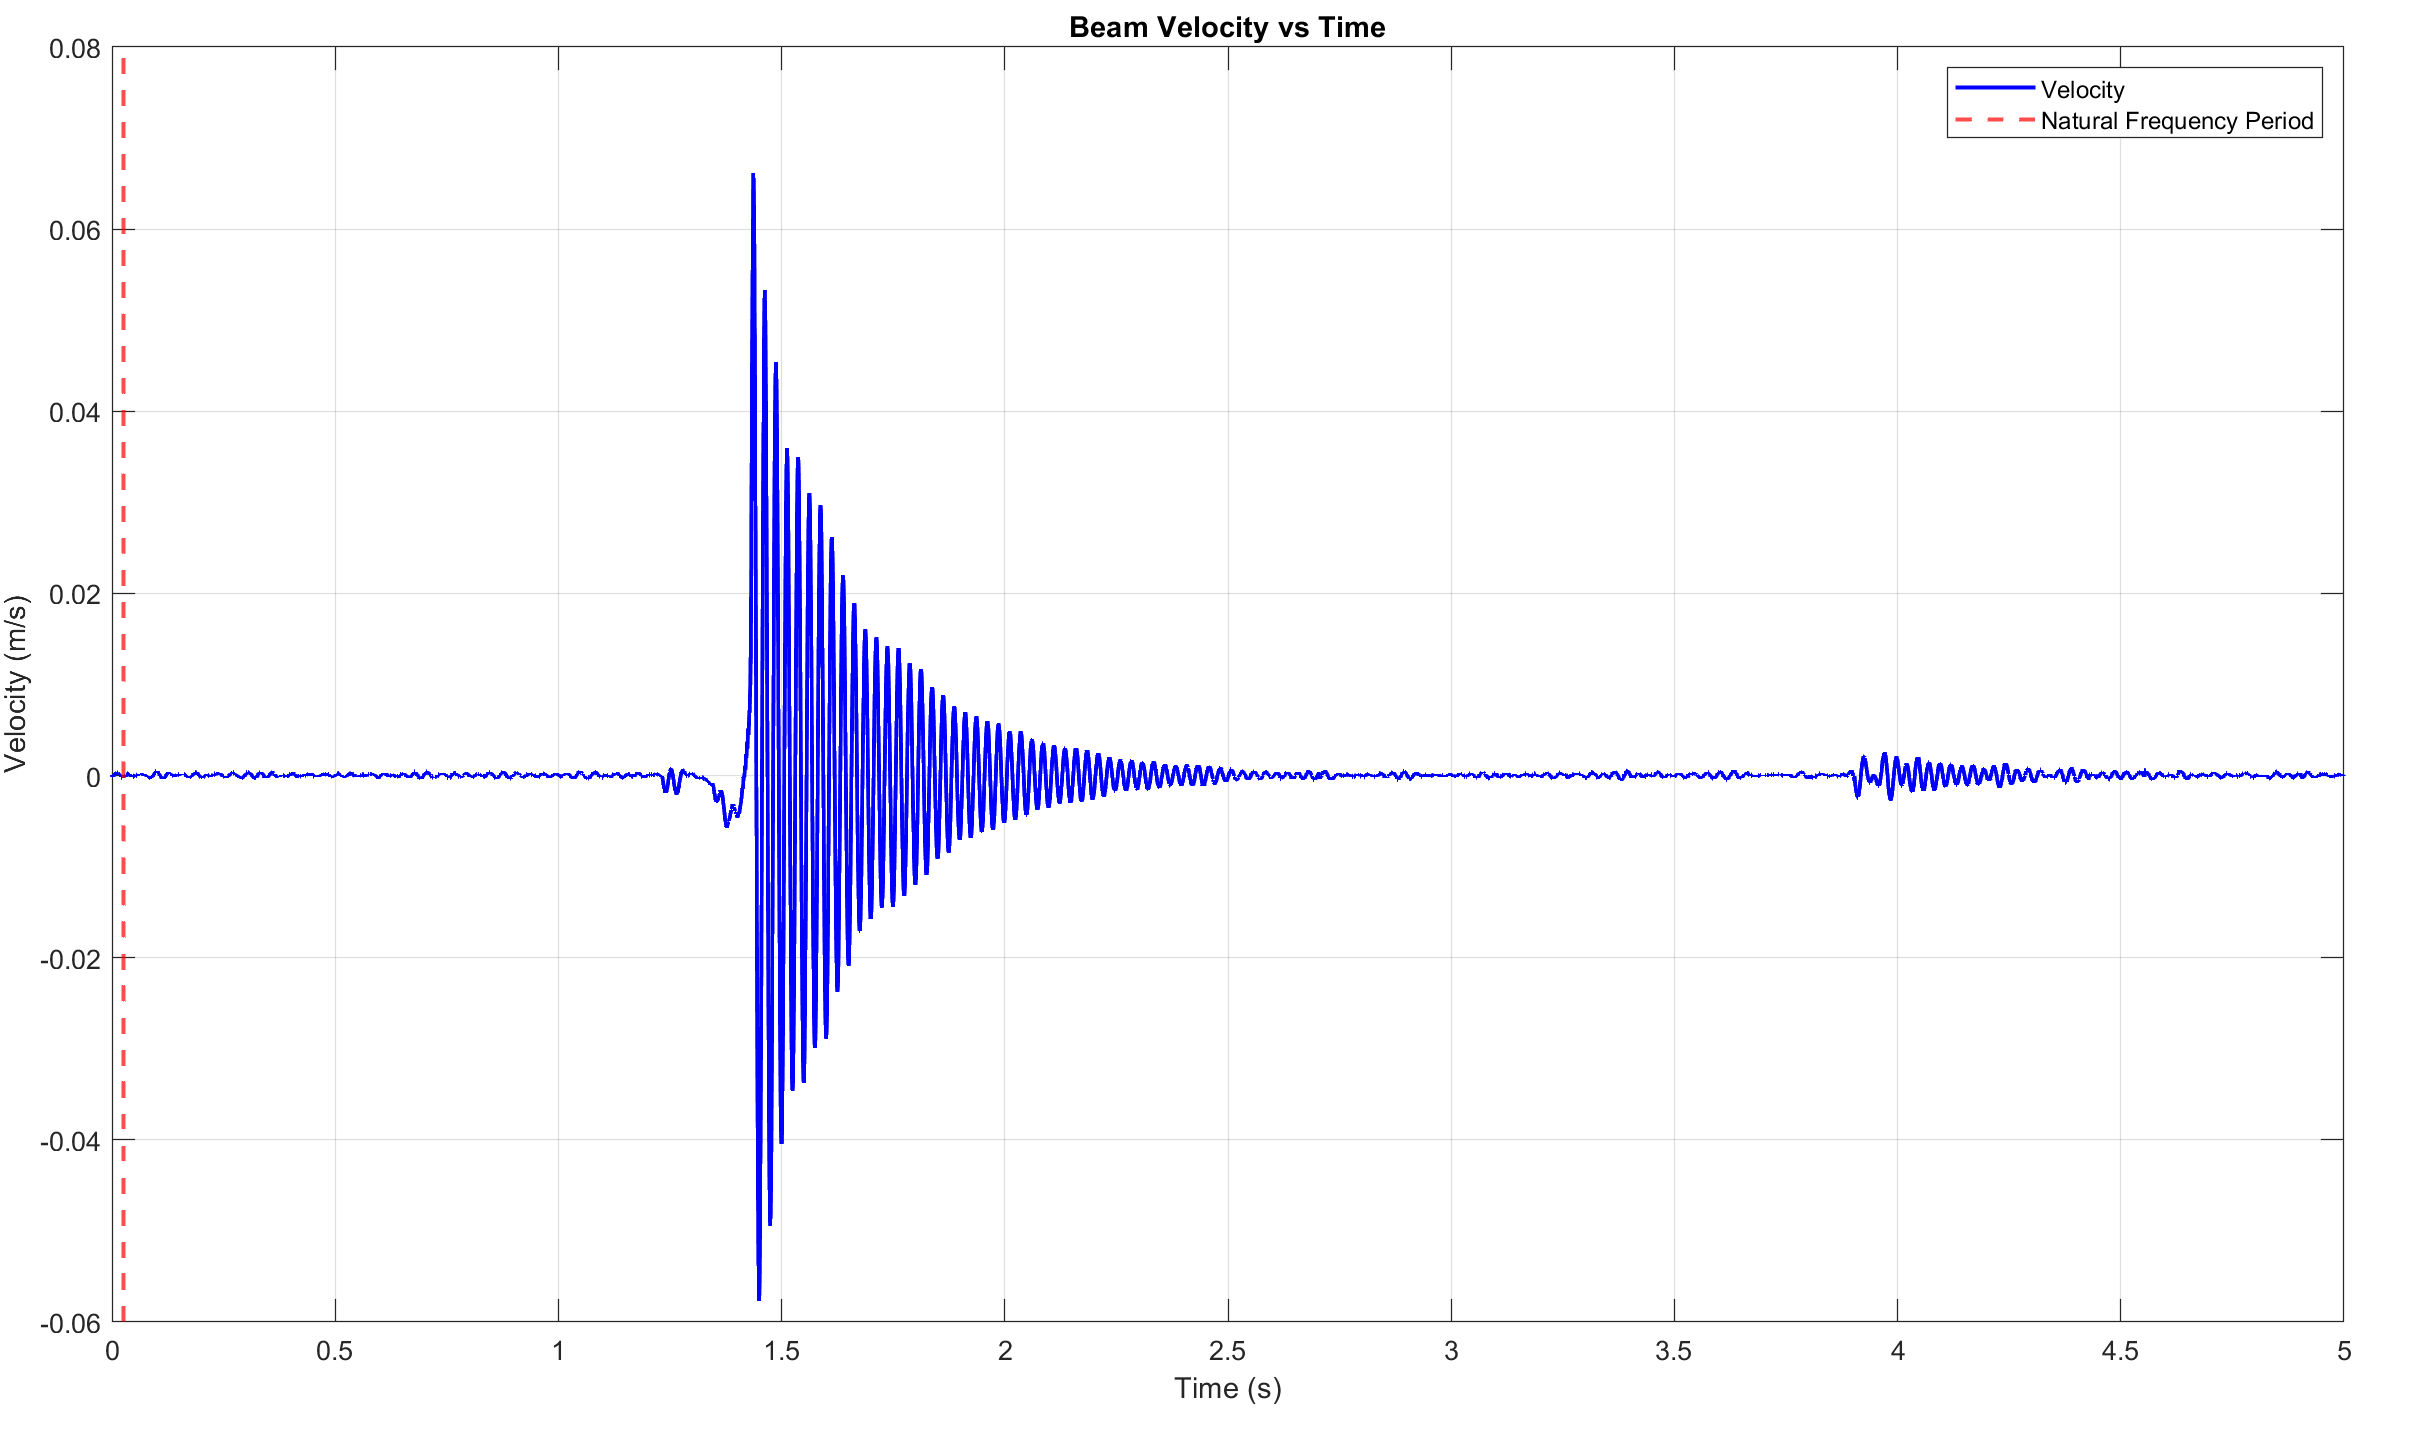 Beam Velocity vs Time
Velocity
Natural Frequency Period
0.08
0.06
0.04
0.02
0
-0.02
-0.04
-0.06
Velocity (m/s)
0 0.5 1 1.5 2 2.5 3 3.5 4 4.5 5
Time (s)